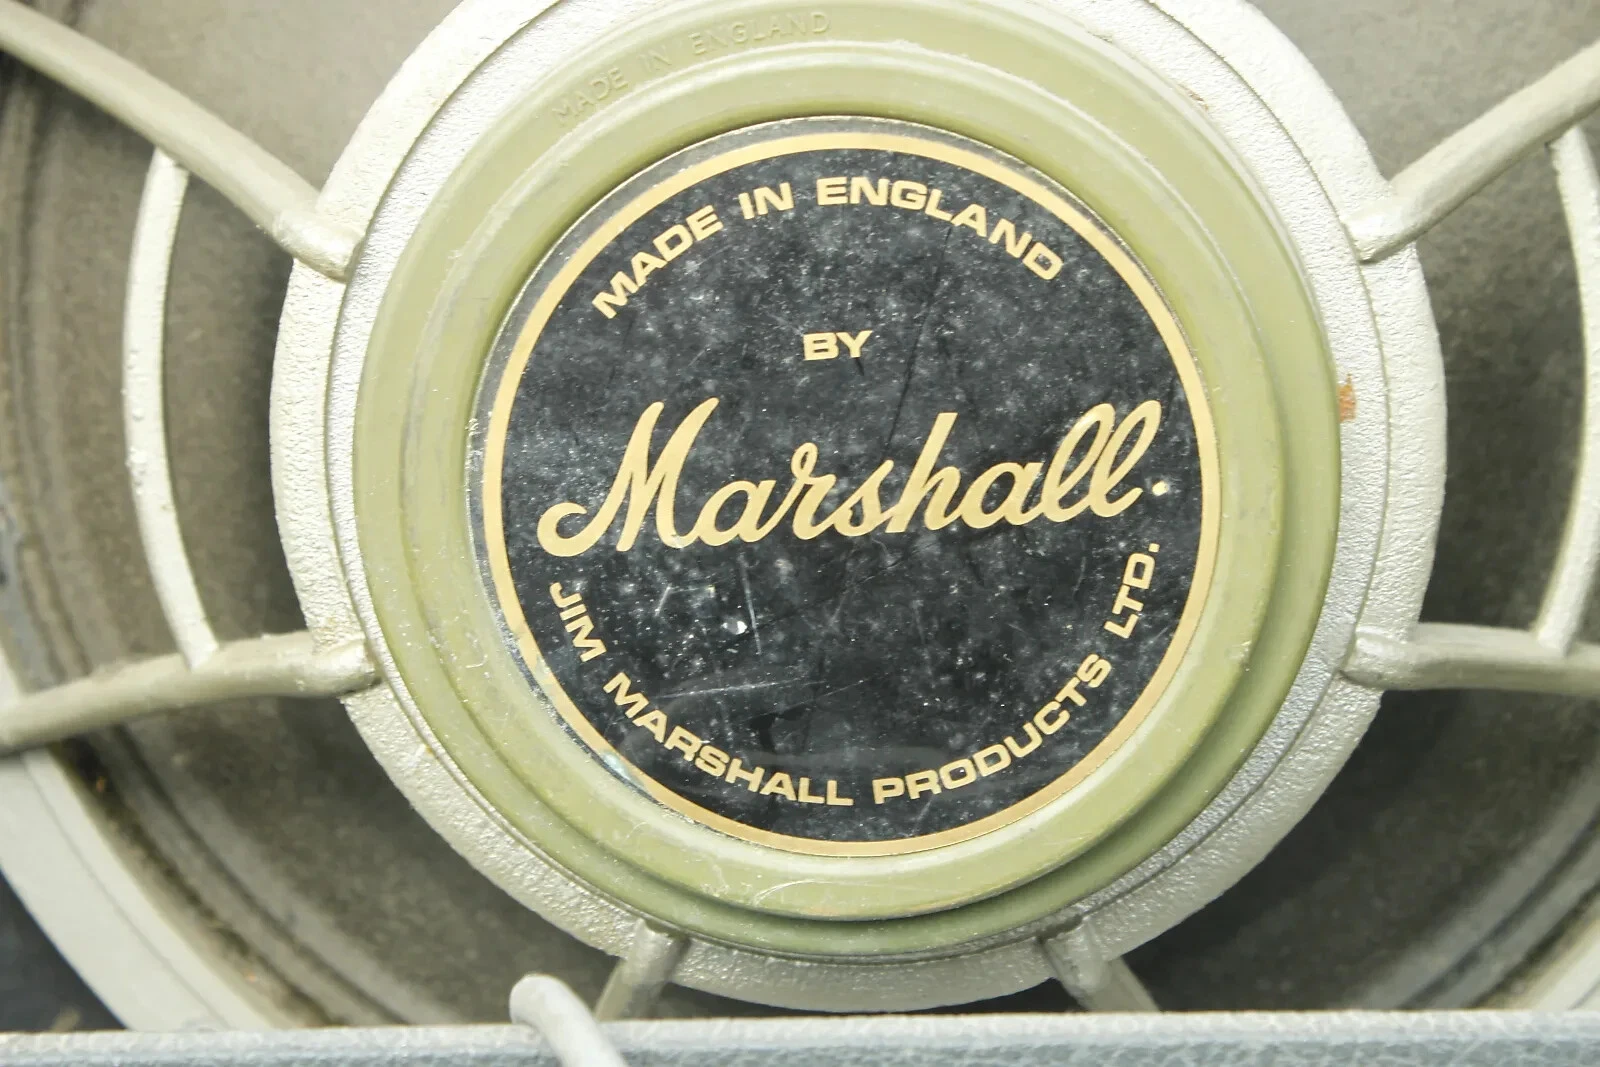 MADE IN ENGLAND
MADE IN ENGLAND
BY
Marshall.
JIM MARSHALL PRODUCTS LTD.